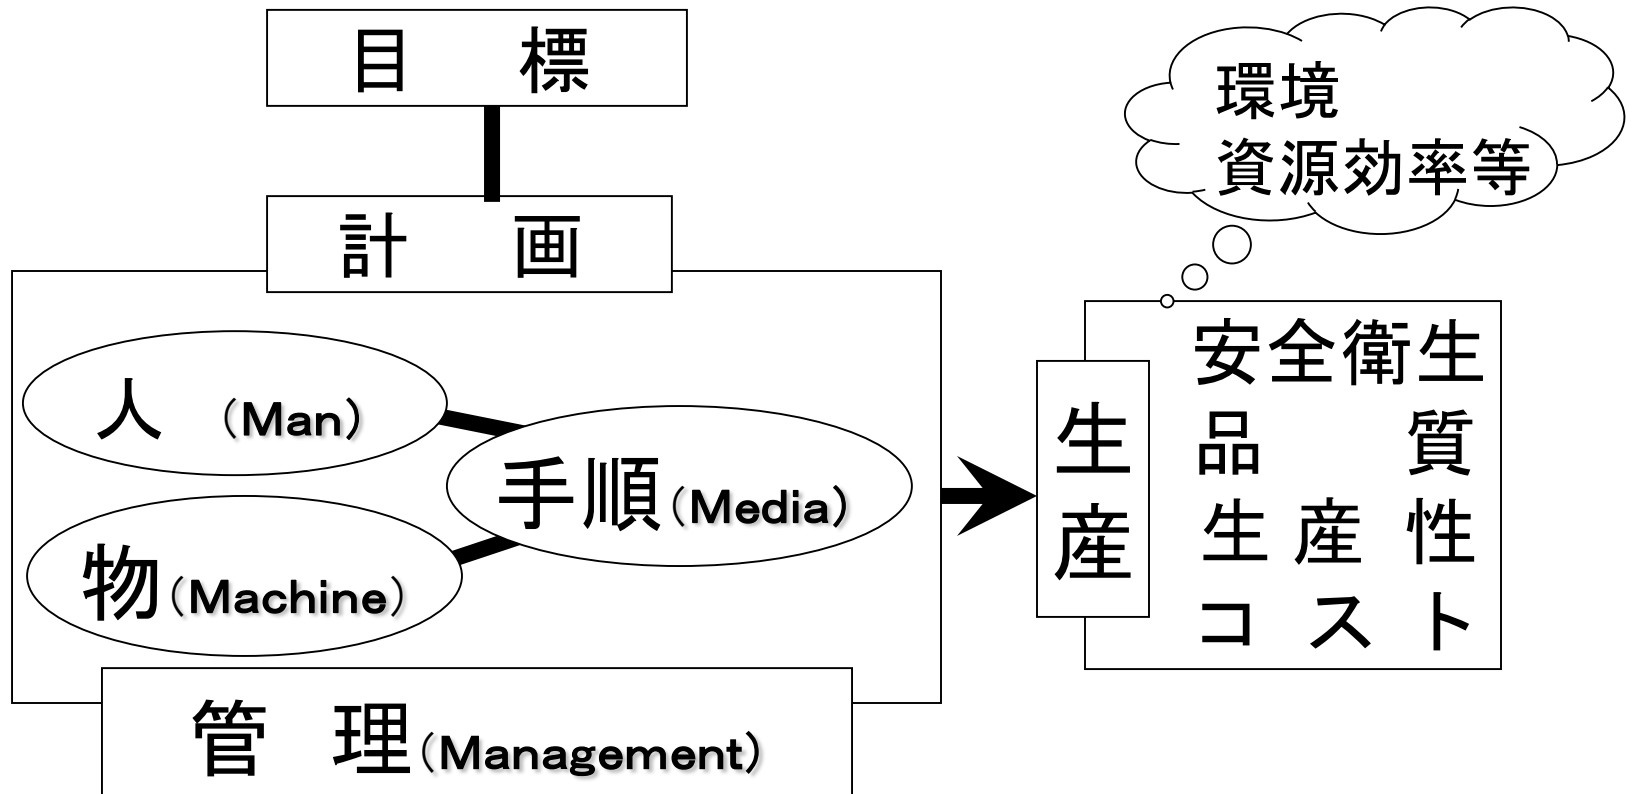 目　標
計　画
人　（Man）
物（Machine）
手順（Media）
管　理（Management）
生産
環境
資源効率等
安全衛生
品　質
生 産 性
コ ス ト